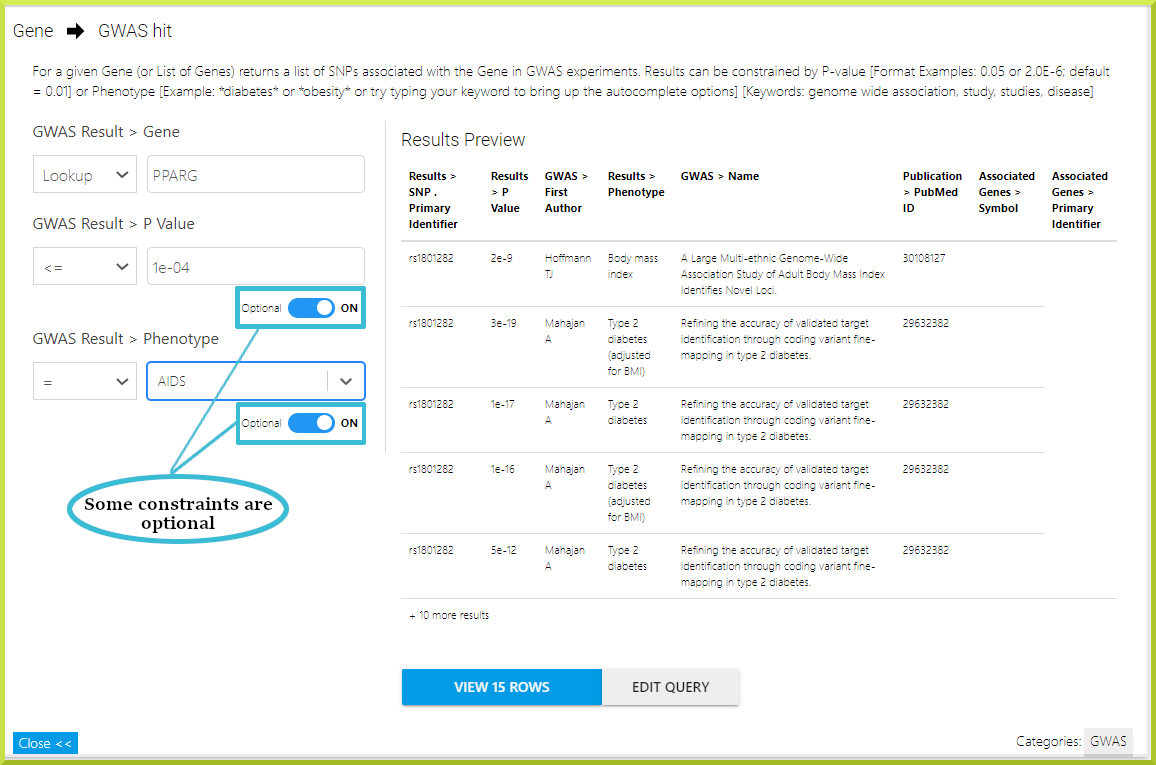 Gene GWAS hit
For a given Gene (or List of Genes) returns a list of SNPs associated with the Gene in GWAS experiments. Results can be constrained by P-value [Format Examples: 0.05 or 2.0E-6; default
= 0.01] or Phenotype [Example: *diabetes* or *obesity* or try typing your keyword to bring up the autocomplete options] [Keywords: genome wide association, study, studies, disease]
GWAS Result > Gene
Lookup PPARG
GWAS Result > P Value
<= 1e-04
Optional ON
GWAS Result > Phenotype
= AIDS
Optional ON
Some constraints are
optional
Results Preview
Results > Results GWAS > Results > GWAS > Name Publication Associated Associated
SNP . > P First Phenotype > PubMed Genes > Genes >
Primary Value Author ID Symbol Primary
Identifier Identifier
rs1801282 2e-9 Hoffmann Body mass A Large Multi-ethnic Genome-Wide 30108127
TJ index Association Study of Adult Body Mass Index
Identifies Novel Loci.
rs1801282 3e-19 Mahajan Type 2 Refining the accuracy of validated target 29632382
A diabetes identification through coding variant fine-
(adjusted mapping in type 2 diabetes.
for BMI)
rs1801282 1e-17 Mahajan Type 2 Refining the accuracy of validated target 29632382
A diabetes identification through coding variant fine-
mapping in type 2 diabetes.
rs1801282 1e-16 Mahajan Type 2 Refining the accuracy of validated target 29632382
A diabetes identification through coding variant fine-
(adjusted mapping in type 2 diabetes.
for BMI)
rs1801282 5e-12 Mahajan Type 2 Refining the accuracy of validated target 29632382
A diabetes identification through coding variant fine-
mapping in type 2 diabetes.
+ 10 more results
VIEW 15 ROWS EDIT QUERY
Close << Categories: GWAS